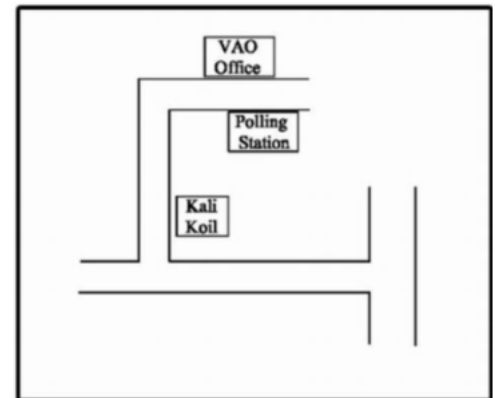 VAO
Office
Polling
Station
Kali
Koil